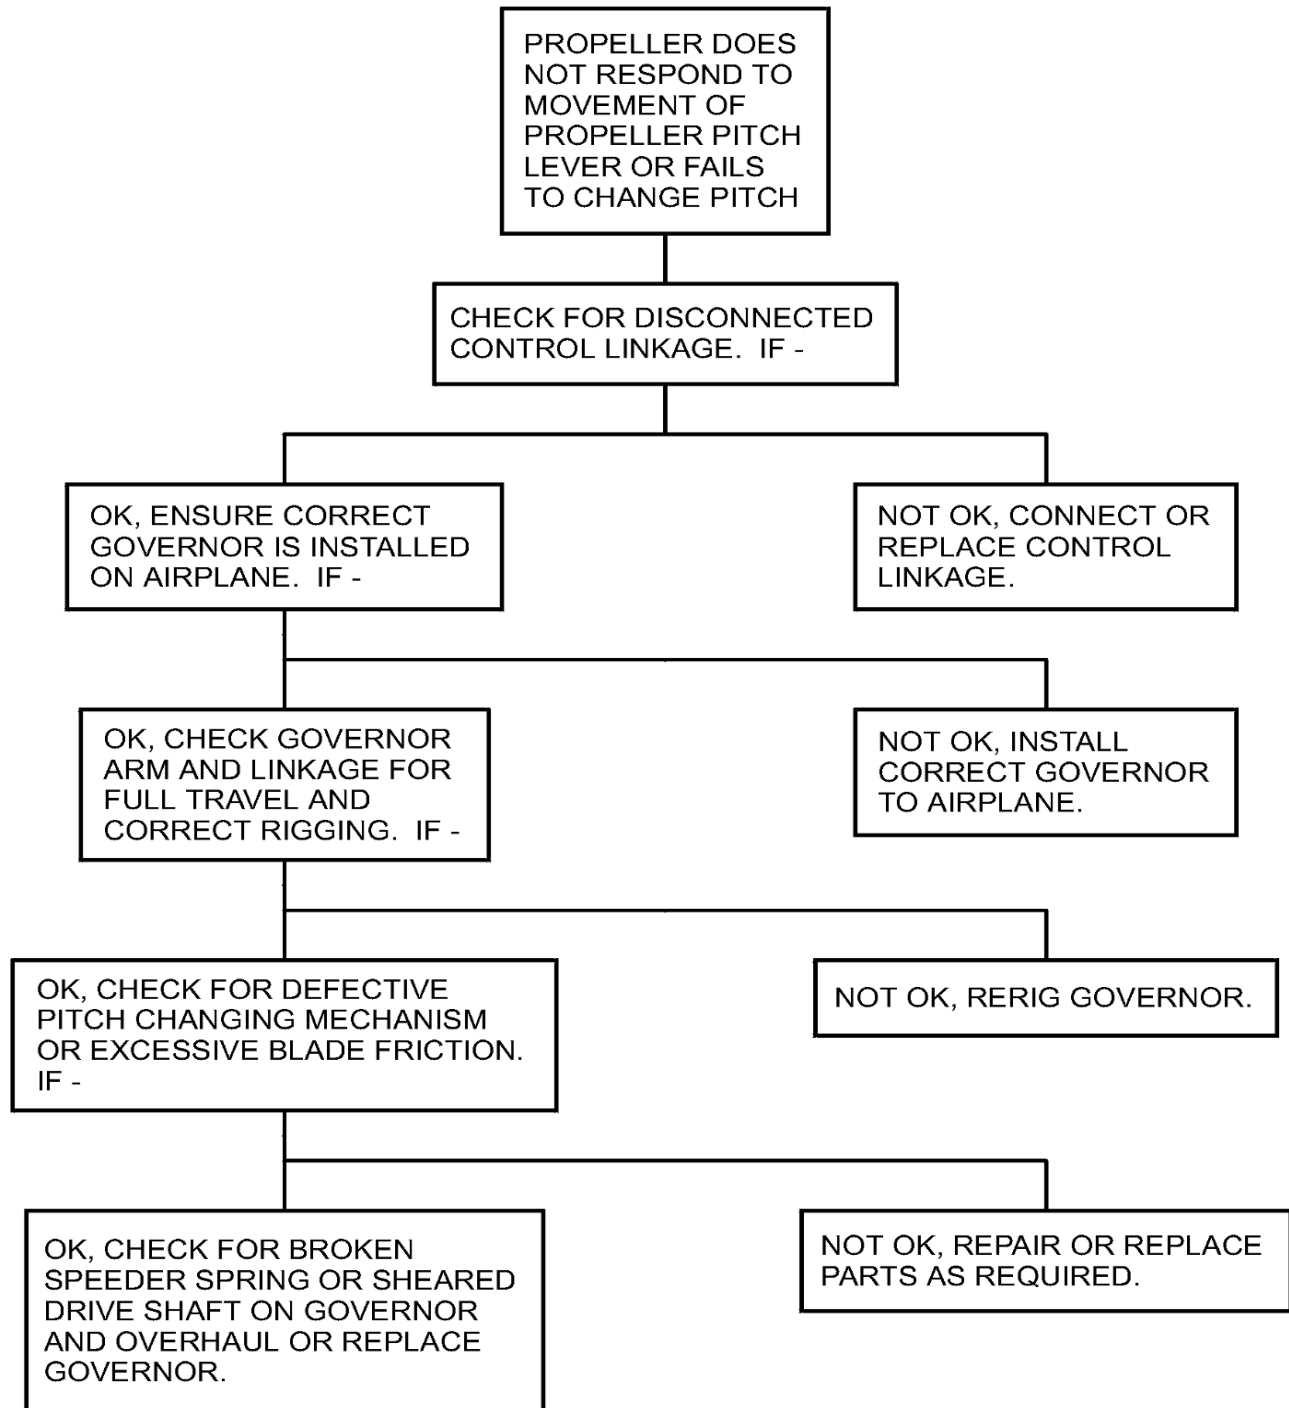 PROPELLER DOES
NOT RESPOND TO
MOVEMENT OF
PROPELLER PITCH
LEVER OR FAILS
TO CHANGE PITCH
CHECK FOR DISCONNECTED
CONTROL LINKAGE.  IF -
OK, ENSURE CORRECT
GOVERNOR IS INSTALLED
ON AIRPLANE.  IF -
NOT OK, CONNECT OR
REPLACE CONTROL
LINKAGE.
OK, CHECK GOVERNOR
ARM AND LINKAGE FOR
FULL TRAVEL AND
CORRECT RIGGING.  IF -
NOT OK, INSTALL
CORRECT GOVERNOR
TO AIRPLANE.
OK, CHECK FOR DEFECTIVE
PITCH CHANGING MECHANISM
OR EXCESSIVE BLADE FRICTION.
IF -
NOT OK, RERIG GOVERNOR.
OK, CHECK FOR BROKEN
SPEEDER SPRING OR SHEARED
DRIVE SHAFT ON GOVERNOR
AND OVERHAUL OR REPLACE
GOVERNOR.
NOT OK, REPAIR OR REPLACE
PARTS AS REQUIRED.